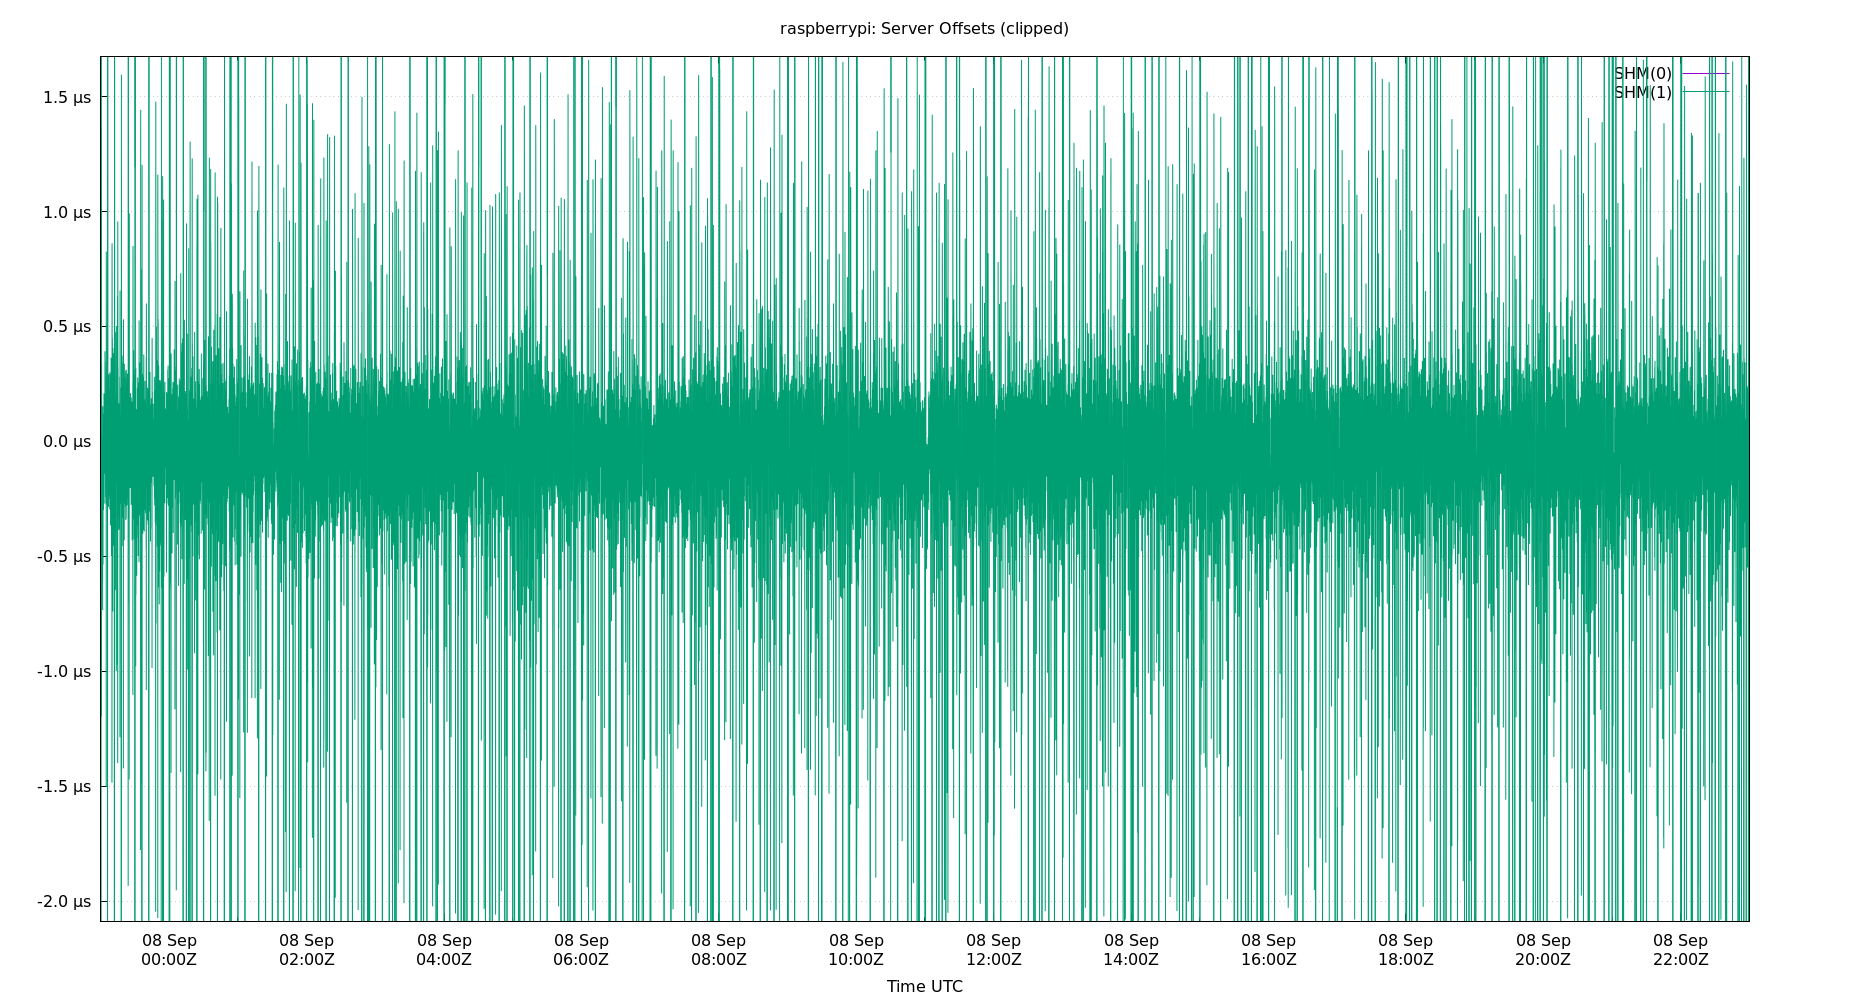 raspberrypi: Server Offsets (clipped)
SHM(0)
SHM(1)
1.5 µs
1.0 µs
0.5 µs
0.0 µs
-0.5 µs
-1.0 µs
-1.5 µs
-2.0 µs
08 Sep 08 Sep 08 Sep 08 Sep 08 Sep 08 Sep 08 Sep 08 Sep 08 Sep 08 Sep 08 Sep 08 Sep
00:00Z 02:00Z 04:00Z 06:00Z 08:00Z 10:00Z 12:00Z 14:00Z 16:00Z 18:00Z 20:00Z 22:00Z
Time UTC